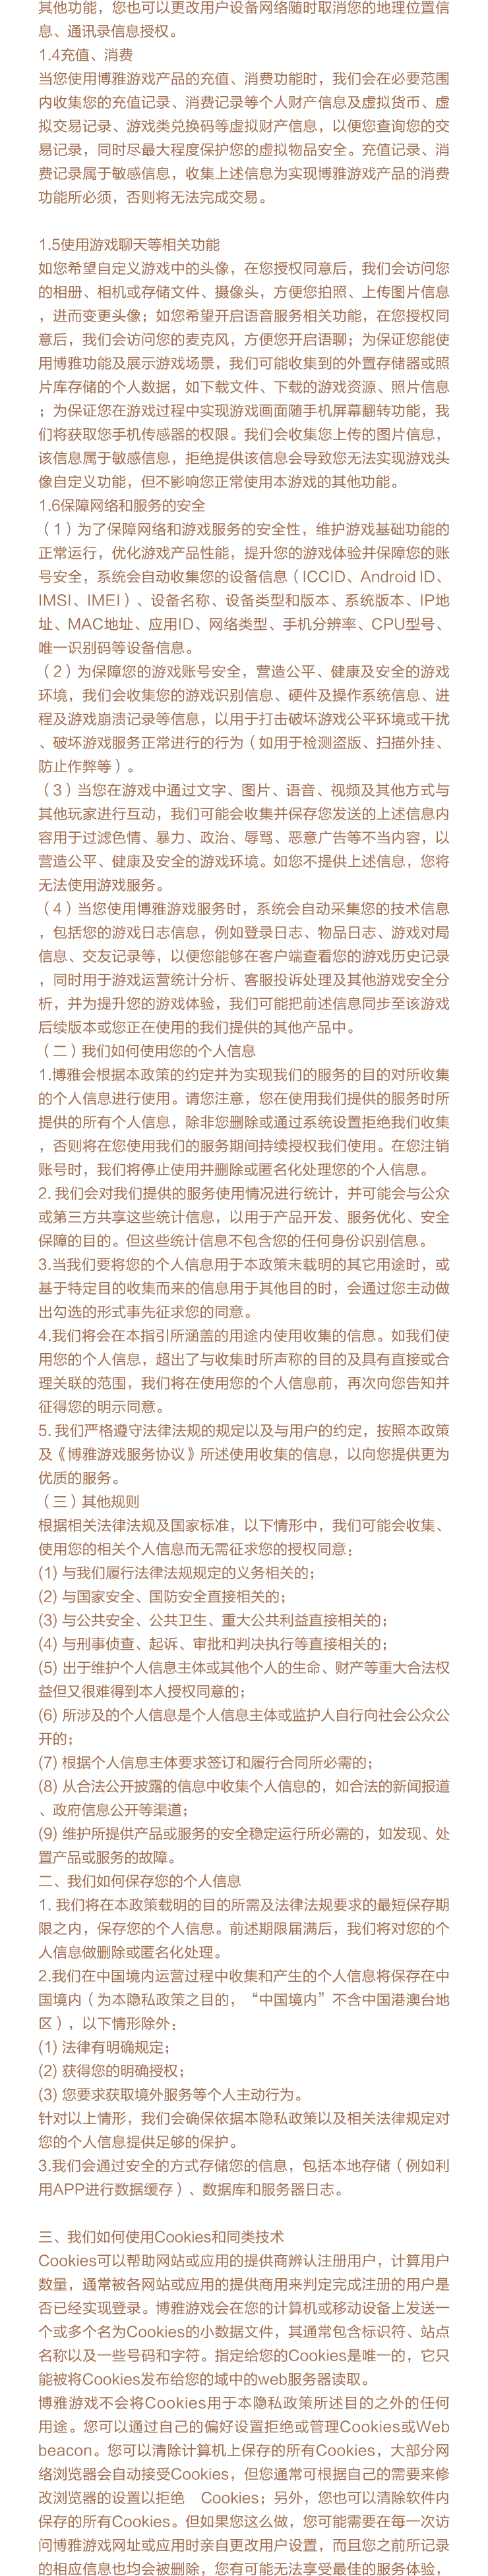 其他功能，您也可以更改用户设备网络随时取消您的地理位置信
息、通讯录信息授权。
1.4充值、消费
当您使用博雅游戏产品的充值、消费功能时，我们会在必要范围
内收集您的充值记录、消费记录等个人财产信息及虚拟货币、虚
拟交易记录、游戏类兑换码等虚拟财产信息，以便您查询您的交
易记录，同时尽最大程度保护您的虚拟物品安全。充值记录、消
费记录属于敏感信息，收集上述信息为实现博雅游戏产品的消费
功能所必须，否则将无法完成交易。
1.5使用游戏聊天等相关功能
如您希望自定义游戏中的头像，在您授权同意后，我们会访问您
的相册、相机或存储文件、摄像头，方便您拍照、上传图片信息
，进而变更头像；如您希望开启语音服务相关功能，在您授权同
意后，我们会访问您的麦克风，方便您开启语聊；为保证您能使
用博雅功能及展示游戏场景，我们可能收集到的外置存储器或照
片库存储的个人数据，如下载文件、下载的游戏资源、照片信息
；为保证您在游戏过程中实现游戏画面随手机屏幕翻转功能，我
们将获取您手机传感器的权限。我们会收集您上传的图片信息，
该信息属于敏感信息，拒绝提供该信息会导致您无法实现游戏头
像自定义功能，但不影响您正常使用本游戏的其他功能。
1.6保障网络和服务的安全
（1）为了保障网络和游戏服务的安全性，维护游戏基础功能的
正常运行，优化游戏产品性能，提升您的游戏体验并保障您的账
号安全，系统会自动收集您的设备信息（ICCID、Android ID、
IMSI、IMEI）、设备名称、设备类型和版本、系统版本、IP地
址、MAC地址、应用ID、网络类型、手机分辨率、CPU型号、
唯一识别码等设备信息。
（2）为保障您的游戏账号安全，营造公平、健康及安全的游戏
环境，我们会收集您的游戏识别信息、硬件及操作系统信息、进
程及游戏崩溃记录等信息，以用于打击破坏游戏公平环境或干扰
、破坏游戏服务正常进行的行为（如用于检测盗版、扫描外挂、
防止作弊等）。
（3）当您在游戏中通过文字、图片、语音、视频及其他方式与
其他玩家进行互动，我们可能会收集并保存您发送的上述信息内
容用于过滤色情、暴力、政治、辱骂、恶意广告等不当内容，以
营造公平、健康及安全的游戏环境。如您不提供上述信息，您将
无法使用游戏服务。
（4）当您使用博雅游戏服务时，系统会自动采集您的技术信息
，包括您的游戏日志信息，例如登录日志、物品日志、游戏对局
信息、交友记录等，以便您能够在客户端查看您的游戏历史记录
，同时用于游戏运营统计分析、客服投诉处理及其他游戏安全分
析，并为提升您的游戏体验，我们可能把前述信息同步至该游戏
后续版本或您正在使用的我们提供的其他产品中。
（二）我们如何使用您的个人信息
1.博雅会根据本政策的约定并为实现我们的服务的目的对所收集
的个人信息进行使用。请您注意，您在使用我们提供的服务时所
提供的所有个人信息，除非您删除或通过系统设置拒绝我们收集
，否则将在您使用我们的服务期间持续授权我们使用。在您注销
账号时，我们将停止使用并删除或匿名化处理您的个人信息。
2. 我们会对我们提供的服务使用情况进行统计，并可能会与公众
或第三方共享这些统计信息，以用于产品开发、服务优化、安全
保障的目的。但这些统计信息不包含您的任何身份识别信息。
3.当我们要将您的个人信息用于本政策未载明的其它用途时，或
基于特定目的收集而来的信息用于其他目的时，会通过您主动做
出勾选的形式事先征求您的同意。
4.我们将会在本指引所涵盖的用途内使用收集的信息。如我们使
用您的个人信息，超出了与收集时所声称的目的及具有直接或合
理关联的范围，我们将在使用您的个人信息前，再次向您告知并
征得您的明示同意。
5. 我们严格遵守法律法规的规定以及与用户的约定，按照本政策
及《博雅游戏服务协议》所述使用收集的信息，以向您提供更为
优质的服务。
（三）其他规则
根据相关法律法规及国家标准，以下情形中，我们可能会收集、
使用您的相关个人信息而无需征求您的授权同意：
(1) 与我们履行法律法规规定的义务相关的；
(2) 与国家安全、国防安全直接相关的；
(3) 与公共安全、公共卫生、重大公共利益直接相关的；
(4) 与刑事侦查、起诉、审批和判决执行等直接相关的；
(5) 出于维护个人信息主体或其他个人的生命、财产等重大合法权
益但又很难得到本人授权同意的；
(6) 所涉及的个人信息是个人信息主体或监护人自行向社会公众公
开的；
(7) 根据个人信息主体要求签订和履行合同所必需的；
(8) 从合法公开披露的信息中收集个人信息的，如合法的新闻报道
、政府信息公开等渠道；
(9) 维护所提供产品或服务的安全稳定运行所必需的，如发现、处
置产品或服务的故障。
二、我们如何保存您的个人信息
1. 我们将在本政策载明的目的所需及法律法规要求的最短保存期
限之内，保存您的个人信息。前述期限届满后，我们将对您的个
人信息做删除或匿名化处理。
2.我们在中国境内运营过程中收集和产生的个人信息将保存在中
国境内（为本隐私政策之目的，“中国境内”不含中国港澳台地
区），以下情形除外：
(1) 法律有明确规定；
(2) 获得您的明确授权；
(3) 您要求获取境外服务等个人主动行为。
针对以上情形，我们会确保依据本隐私政策以及相关法律规定对
您的个人信息提供足够的保护。
3.我们会通过安全的方式存储您的信息，包括本地存储（例如利
用APP进行数据缓存）、数据库和服务器日志。
三、我们如何使用Cookies和同类技术
Cookies可以帮助网站或应用的提供商辨认注册用户，计算用户
数量，通常被各网站或应用的提供商用来判定完成注册的用户是
否已经实现登录。博雅游戏会在您的计算机或移动设备上发送一
个或多个名为Cookies的小数据文件，其通常包含标识符、站点
名称以及一些号码和字符。指定给您的Cookies是唯一的，它只
能被将Cookies发布给您的域中的web服务器读取。
博雅游戏不会将Cookies用于本隐私政策所述目的之外的任何
用途。您可以通过自己的偏好设置拒绝或管理Cookies或Web
beacon。您可以清除计算机上保存的所有Cookies，大部分网
络浏览器会自动接受Cookies，但您通常可根据自己的需要来修
改浏览器的设置以拒绝　Cookies；另外，您也可以清除软件内
保存的所有Cookies。但如果您这么做，您可能需要在每一次访
问博雅游戏网址或应用时亲自更改用户设置，而且您之前所记录
的相应信息也均会被删除，您有可能无法享受最佳的服务体验，